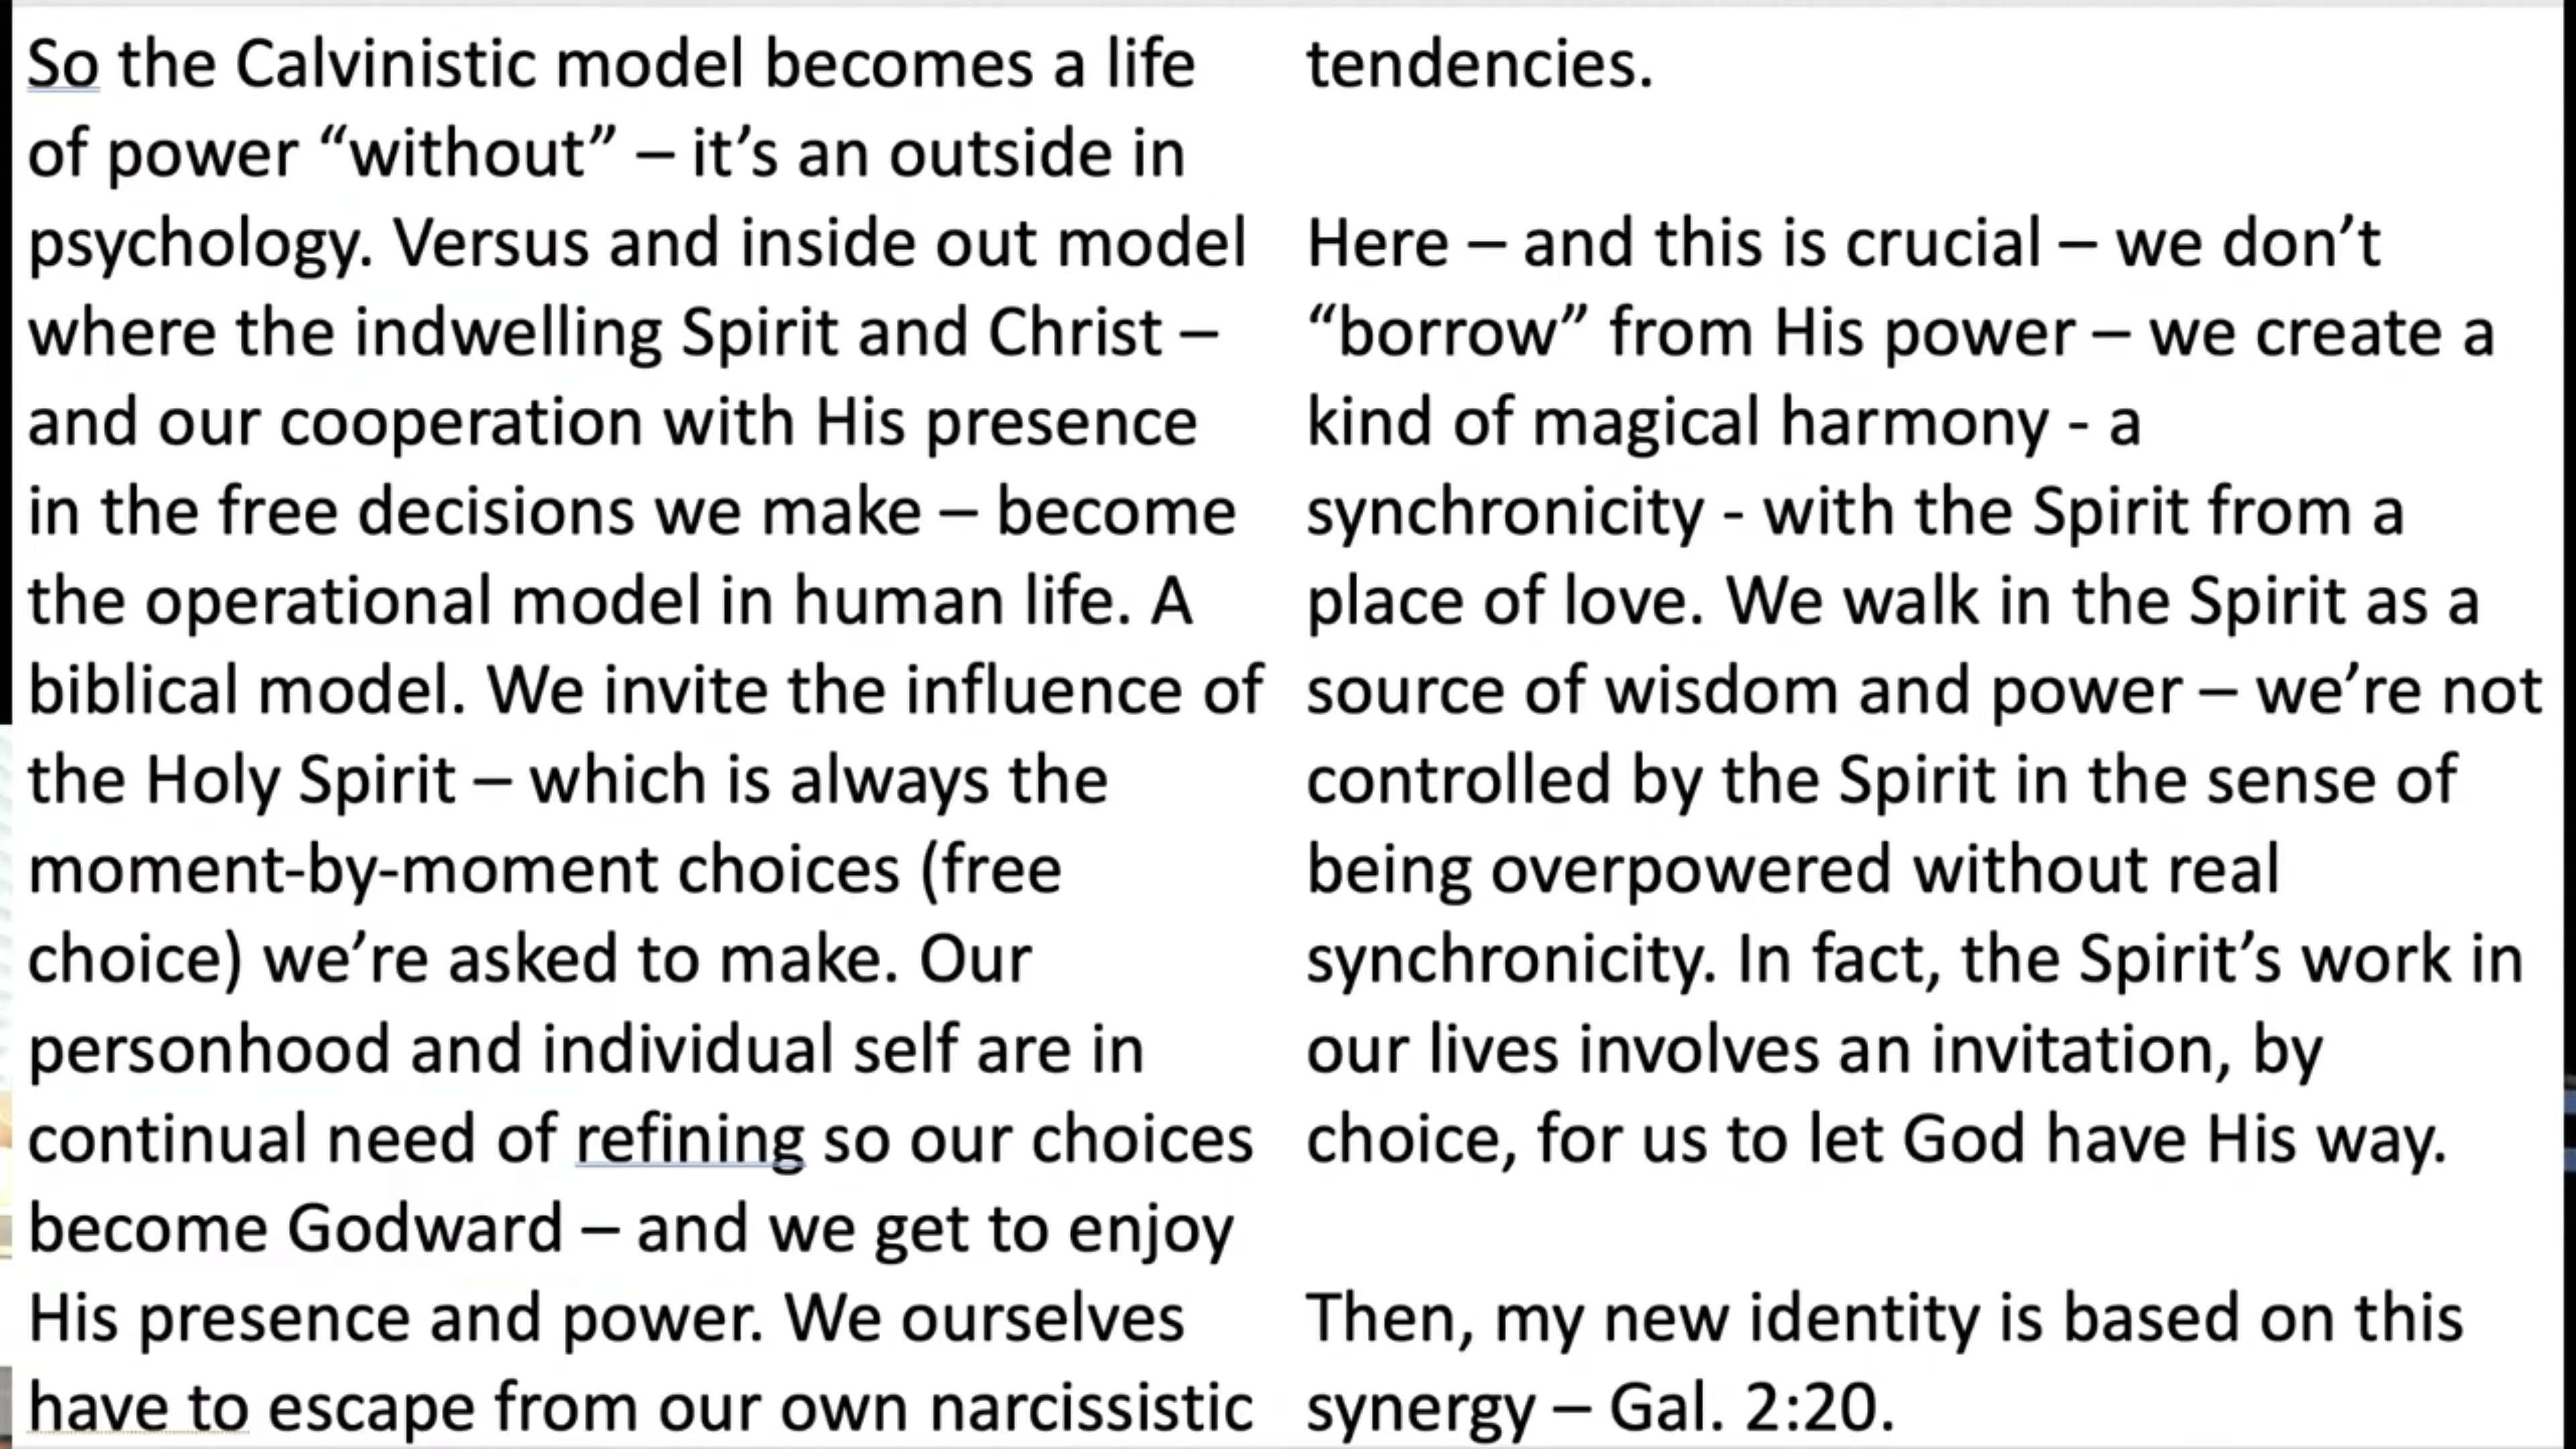 So the Calvinistic model becomes a life
of power “without” – it’s an outside in
psychology. Versus and inside out model
where the indwelling Spirit and Christ –
and our cooperation with His presence
in the free decisions we make – become
the operational model in human life. A
biblical model. We invite the influence of
the Holy Spirit – which is always the
moment-by-moment choices (free
choice) we’re asked to make. Our
personhood and individual self are in
continual need of refining so our choices
become Godward – and we get to enjoy
His presence and power. We ourselves
have to escape from our own narcissistic
tendencies.
Here – and this is crucial – we don’t
“borrow” from His power – we create a
kind of magical harmony - a
synchronicity - with the Spirit from a
place of love. We walk in the Spirit as a
source of wisdom and power – we’re not
controlled by the Spirit in the sense of
being overpowered without real
synchronicity. In fact, the Spirit’s work in
our lives involves an invitation, by
choice, for us to let God have His way.
Then, my new identity is based on this
synergy – Gal. 2:20.